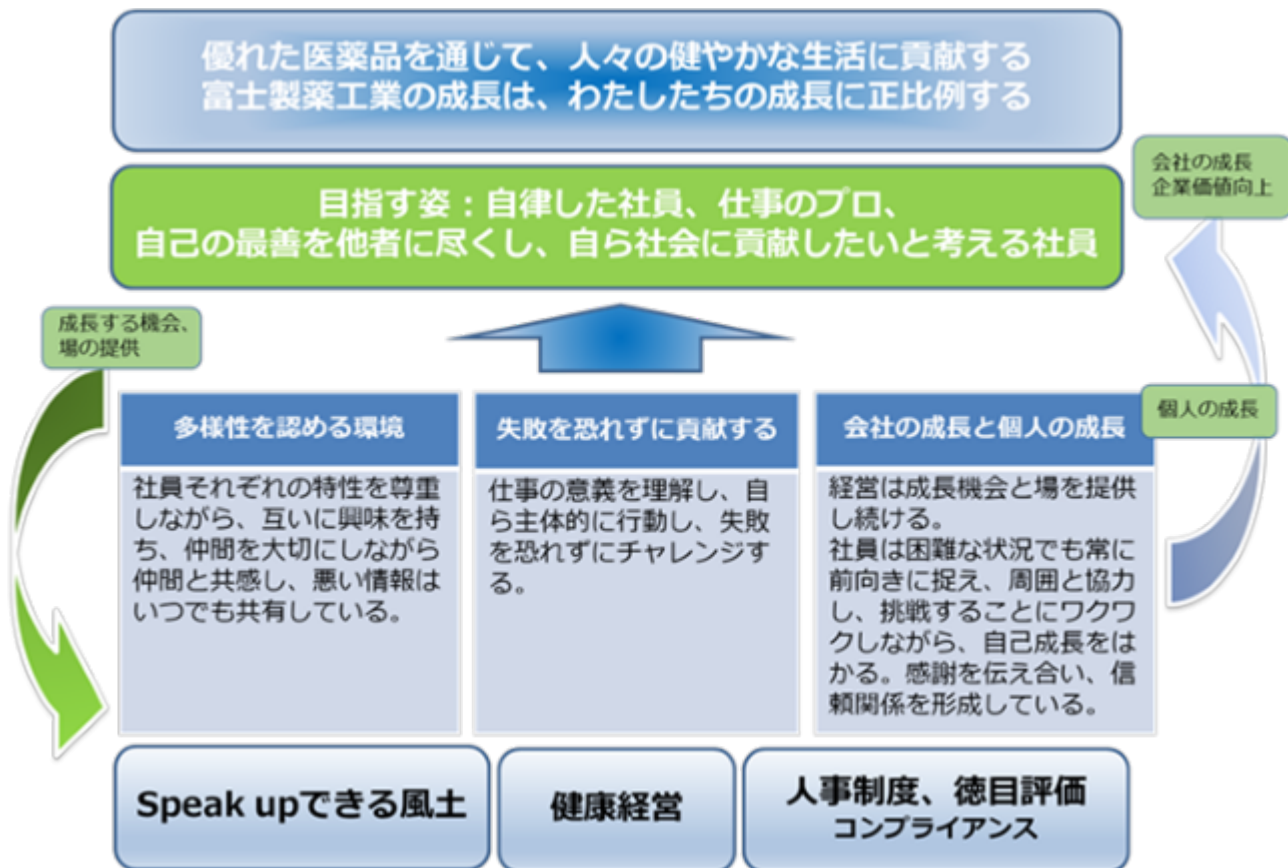 優れた医薬品を通じて、人々の健やかな生活に貢献する
富士製薬工業の成長は、わたしたちの成長に正比例する
会社の成長
企業価値向上
目指す姿：自律した社員、仕事のプロ、
自己の最善を他者に尽くし、自ら社会に貢献したいと考える社員
成長する機会、
場の提供
個人の成長
多様性を認める環境
社員それぞれの特性を尊重
しながら、互いに興味を持
ち、仲間を大切にしながら
仲間と共感し、悪い情報は
いつでも共有している。
失敗を恐れずに貢献する
仕事の意義を理解し、自
ら主体的に行動し、失敗
を恐れずにチャレンジす
る。
会社の成長と個人の成長
経営は成長機会と場を提供
し続ける。
社員は困難な状況でも常に
前向きに捉え、周囲と協力
し、挑戦することにワクワ
クしながら、自己成長をは
かる。感謝を伝え合い、信
頼関係を形成している。
Speak upできる風土
健康経営
人事制度、徳目評価
コンプライアンス